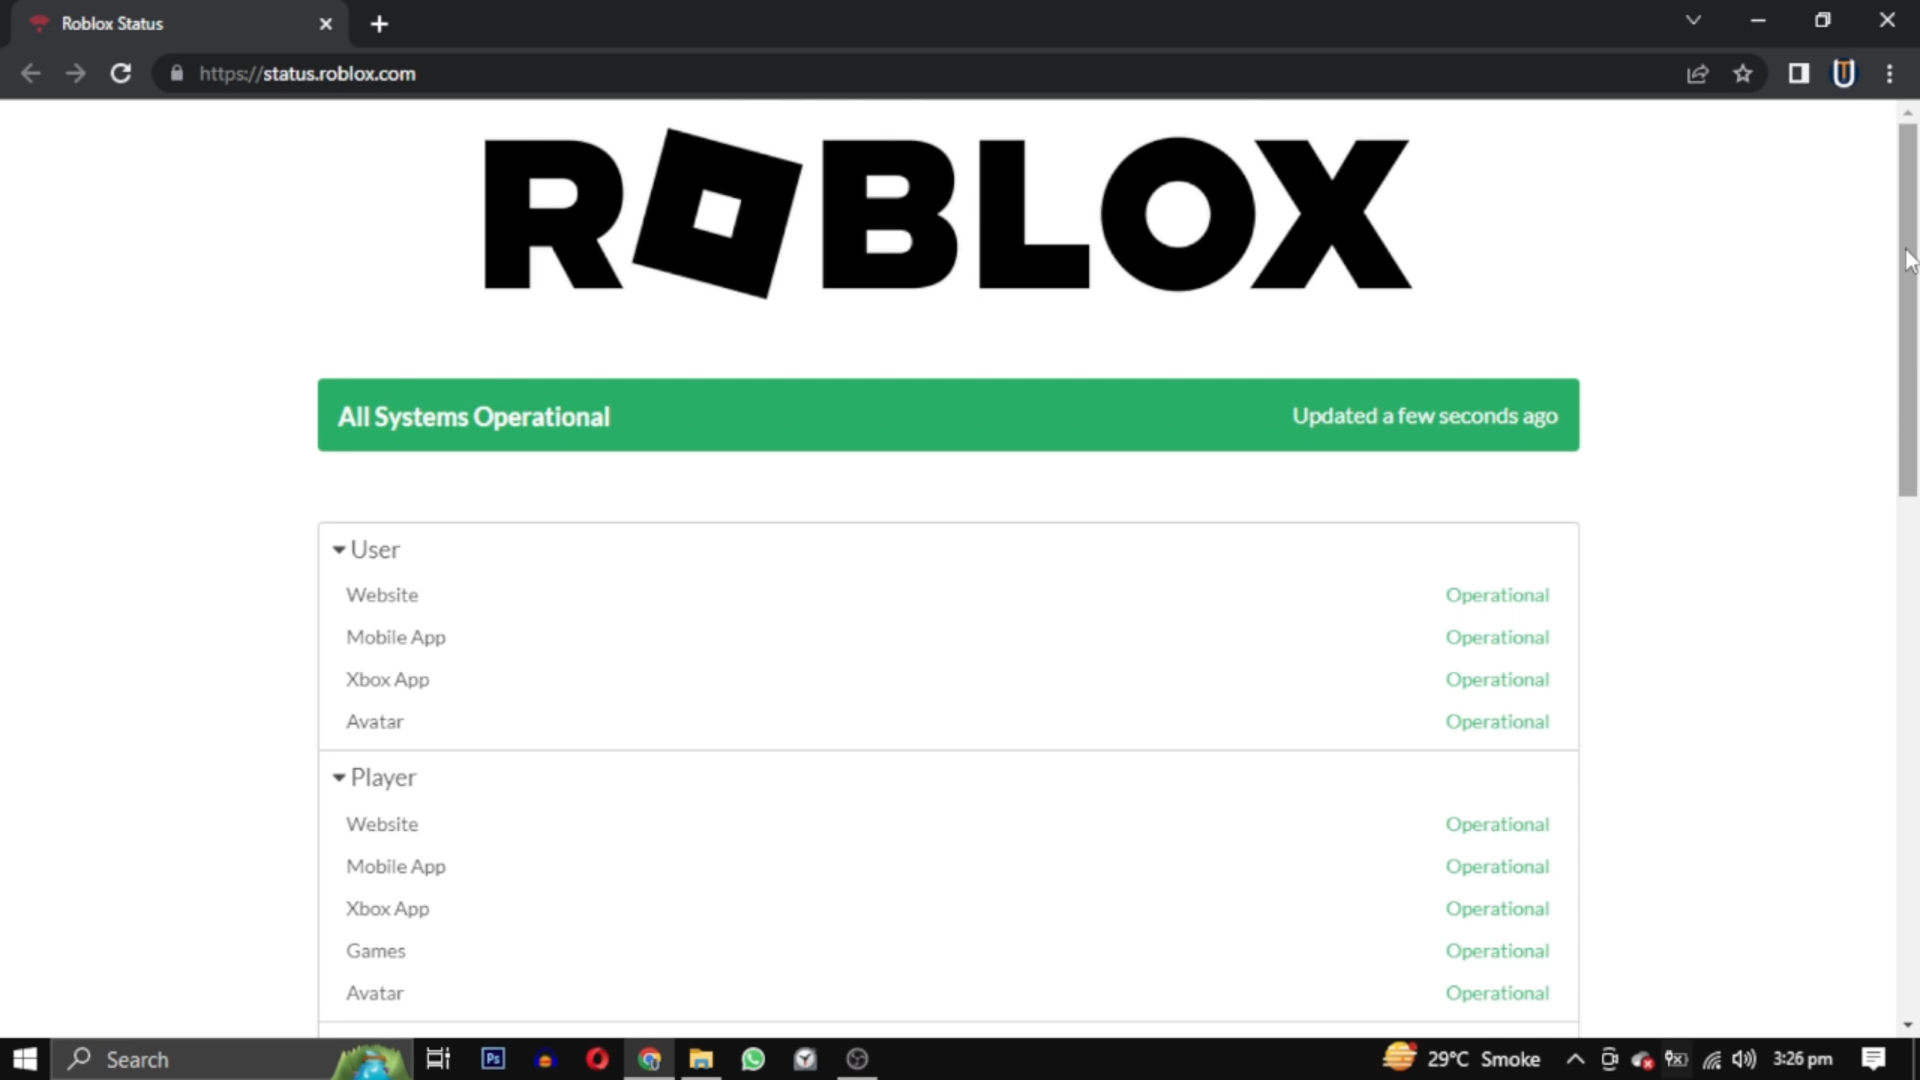 Roblox Status
https://status.roblox.com
ROBLOX
All Systems Operational
Updated a few seconds ago
User
Website Operational
Mobile App Operational
Xbox App Operational
Avatar Operational
Player
Website Operational
Mobile App Operational
Xbox App Operational
Games Operational
Avatar Operational
Search
Ps
29°C Smoke
3:26 pm